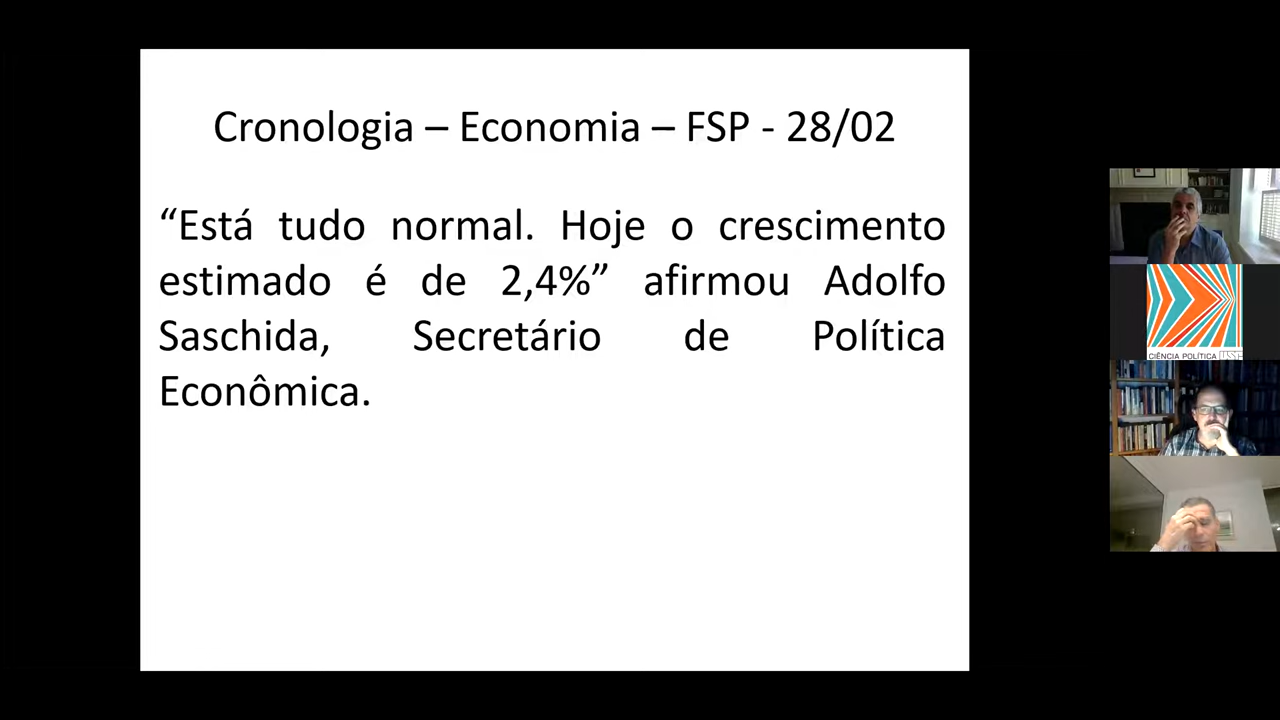 Cronologia – Economia – FSP - 28/02
“Está tudo normal. Hoje o crescimento
estimado é de 2,4%” afirmou Adolfo
Saschida, Secretário de Política
Econômica.
CIÊNCIA POLÍTICA USP